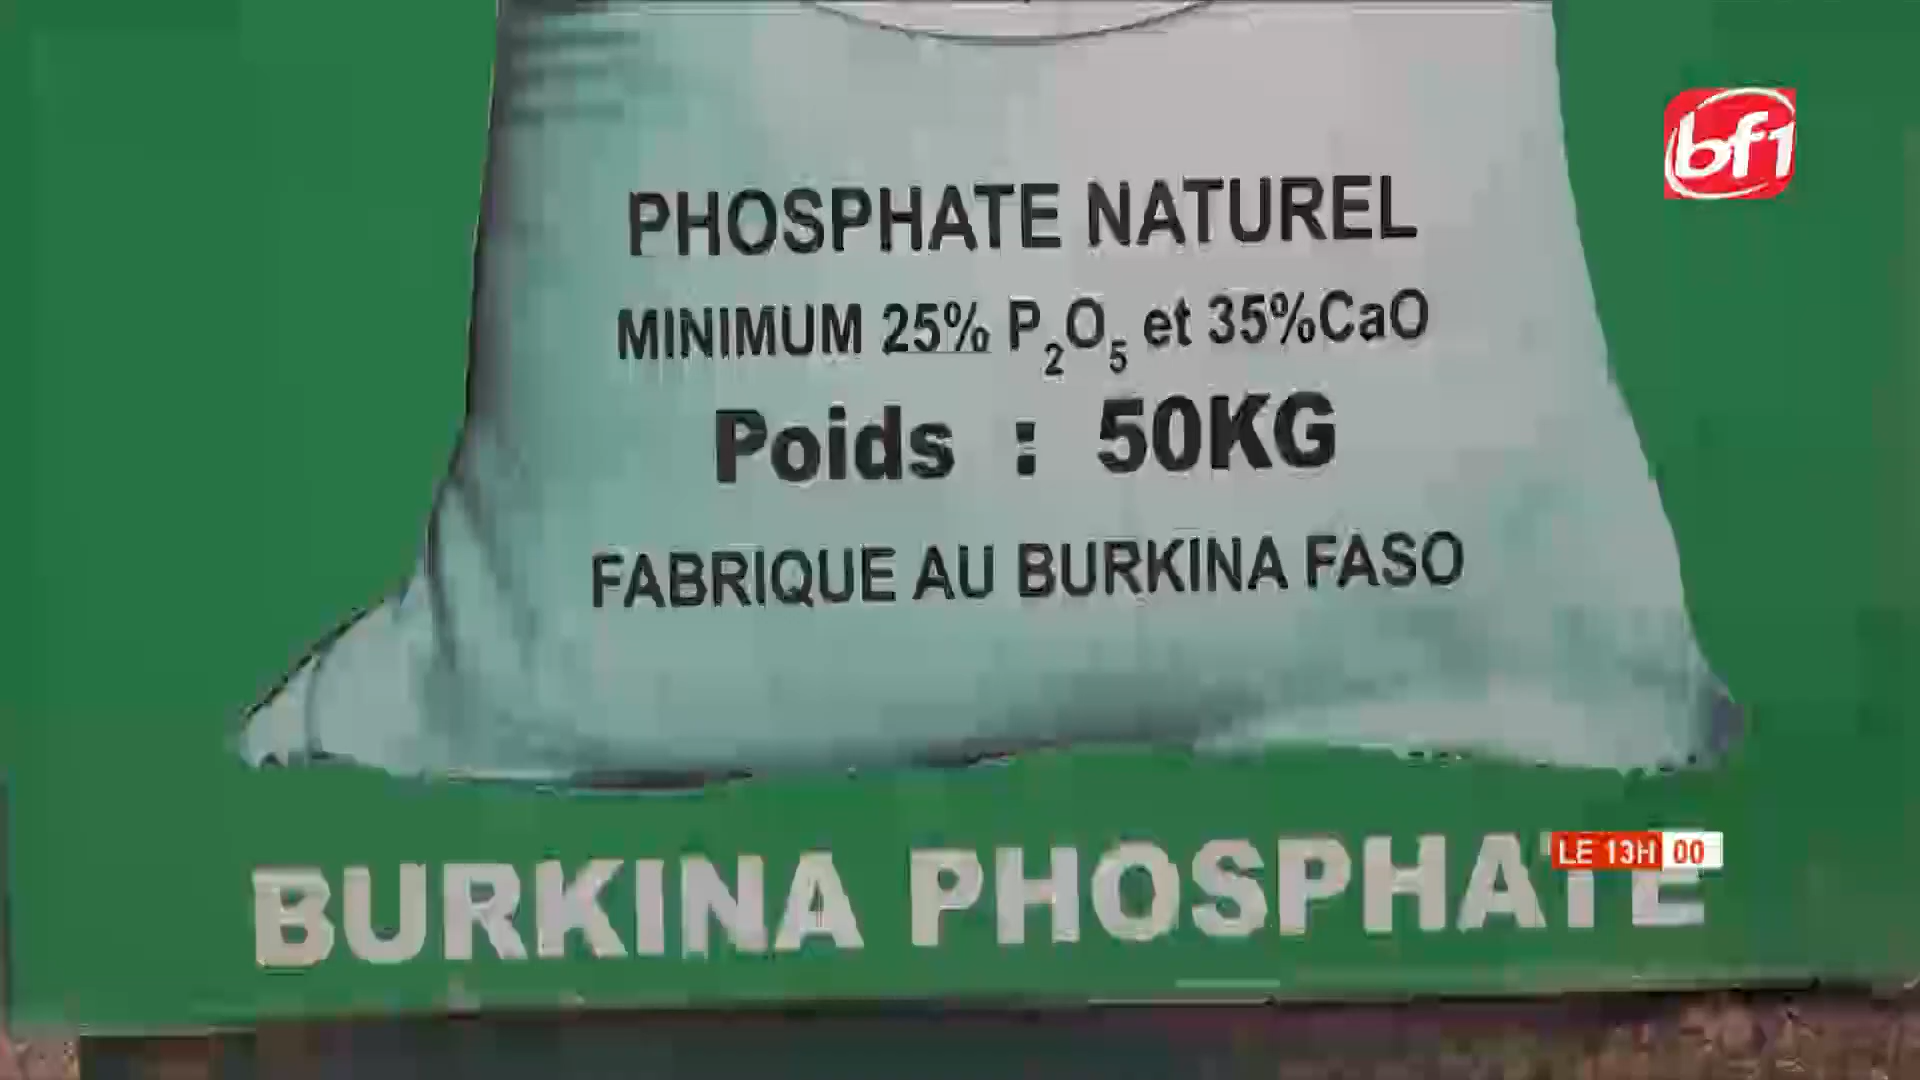 bf1
PHOSPHATE NATUREL
MINIMUM 25% P₂O₅ et 35%CaO
Poids : 50KG
FABRIQUE AU BURKINA FASO
LE 13H 00
BURKINA PHOSPHATE